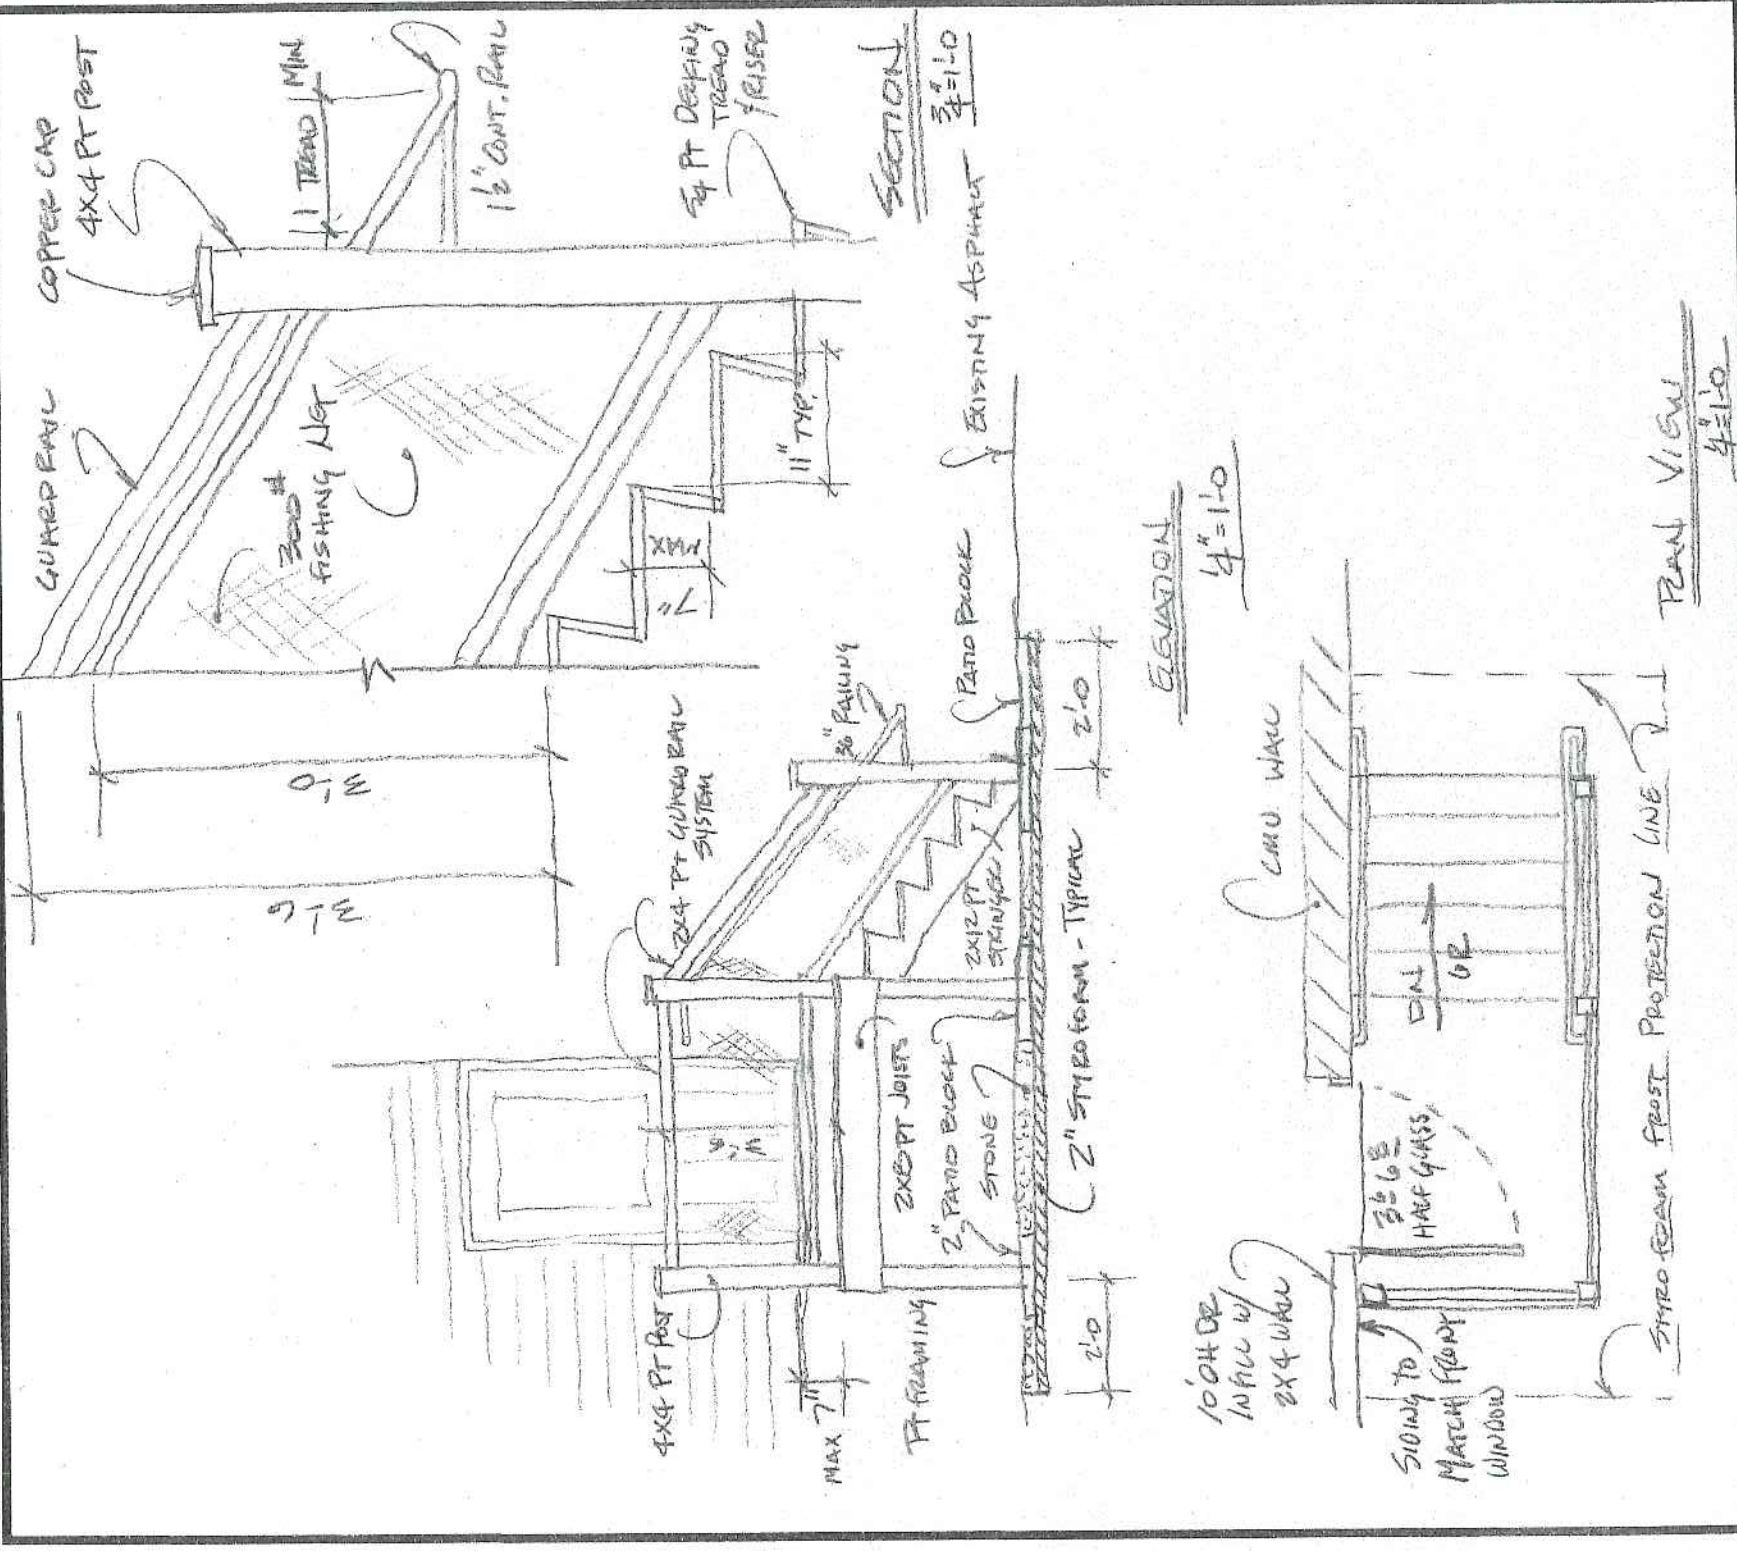 COPPER CAP
4X4 PT POST
GUARD RAIL
300#
FISHING NET
1 TREAD MIN
1½" CONT. RAIL
5/4 PT DECKING
TREAD
& RISER
7"
MAX
11" TYP.
3'-0
3'-6
SECTION
¾"=1'-0
EXISTING ASPHALT
2X4 PT GUARD RAIL
SYSTEM
36" RAILING
PATIO BLOCK
2X12 PT
STRINGER
4X4 PT POST
MAX 7"
PT FRAMING
2X8 PT JOISTS
2" PATIO BLOCK
STONE
2'-0
2" STYROFOAM - TYPICAL
2'-0
ELEVATION
¼"=1'-0
CMU WALL
10' OH DR
INFILL W/
2X4 WALL
SIDING TO
MATCH FRONT
WINDOW
3'0 6'8
HALF GLASS
DN
6R
STYROFOAM FROST PROTECTION LINE
PLAN VIEW
¼"=1'-0